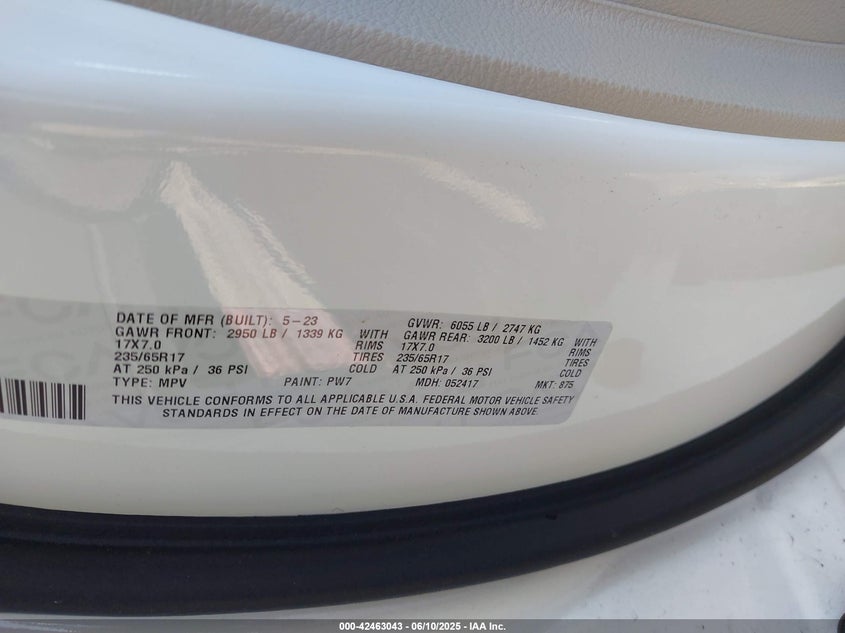 DATE OF MFR (BUILT): 5-23 GVWR: 6055 LB / 2747 KG
GAWR FRONT: 2950 LB / 1339 KG WITH GAWR REAR: 3200 LB / 1452 KG WITH
17X7.0 RIMS 17X7.0 RIMS
235/65R17 TIRES 235/65R17 TIRES
AT 250 kPa / 36 PSI COLD AT 250 kPa / 36 PSI COLD
TYPE: MPV PAINT: PW7 MDH: 052417 MKT: 875
THIS VEHICLE CONFORMS TO ALL APPLICABLE U.S.A. FEDERAL MOTOR VEHICLE SAFETY
STANDARDS IN EFFECT ON THE DATE OF MANUFACTURE SHOWN ABOVE.
000-42463043 - 06/10/2025 - IAA Inc.